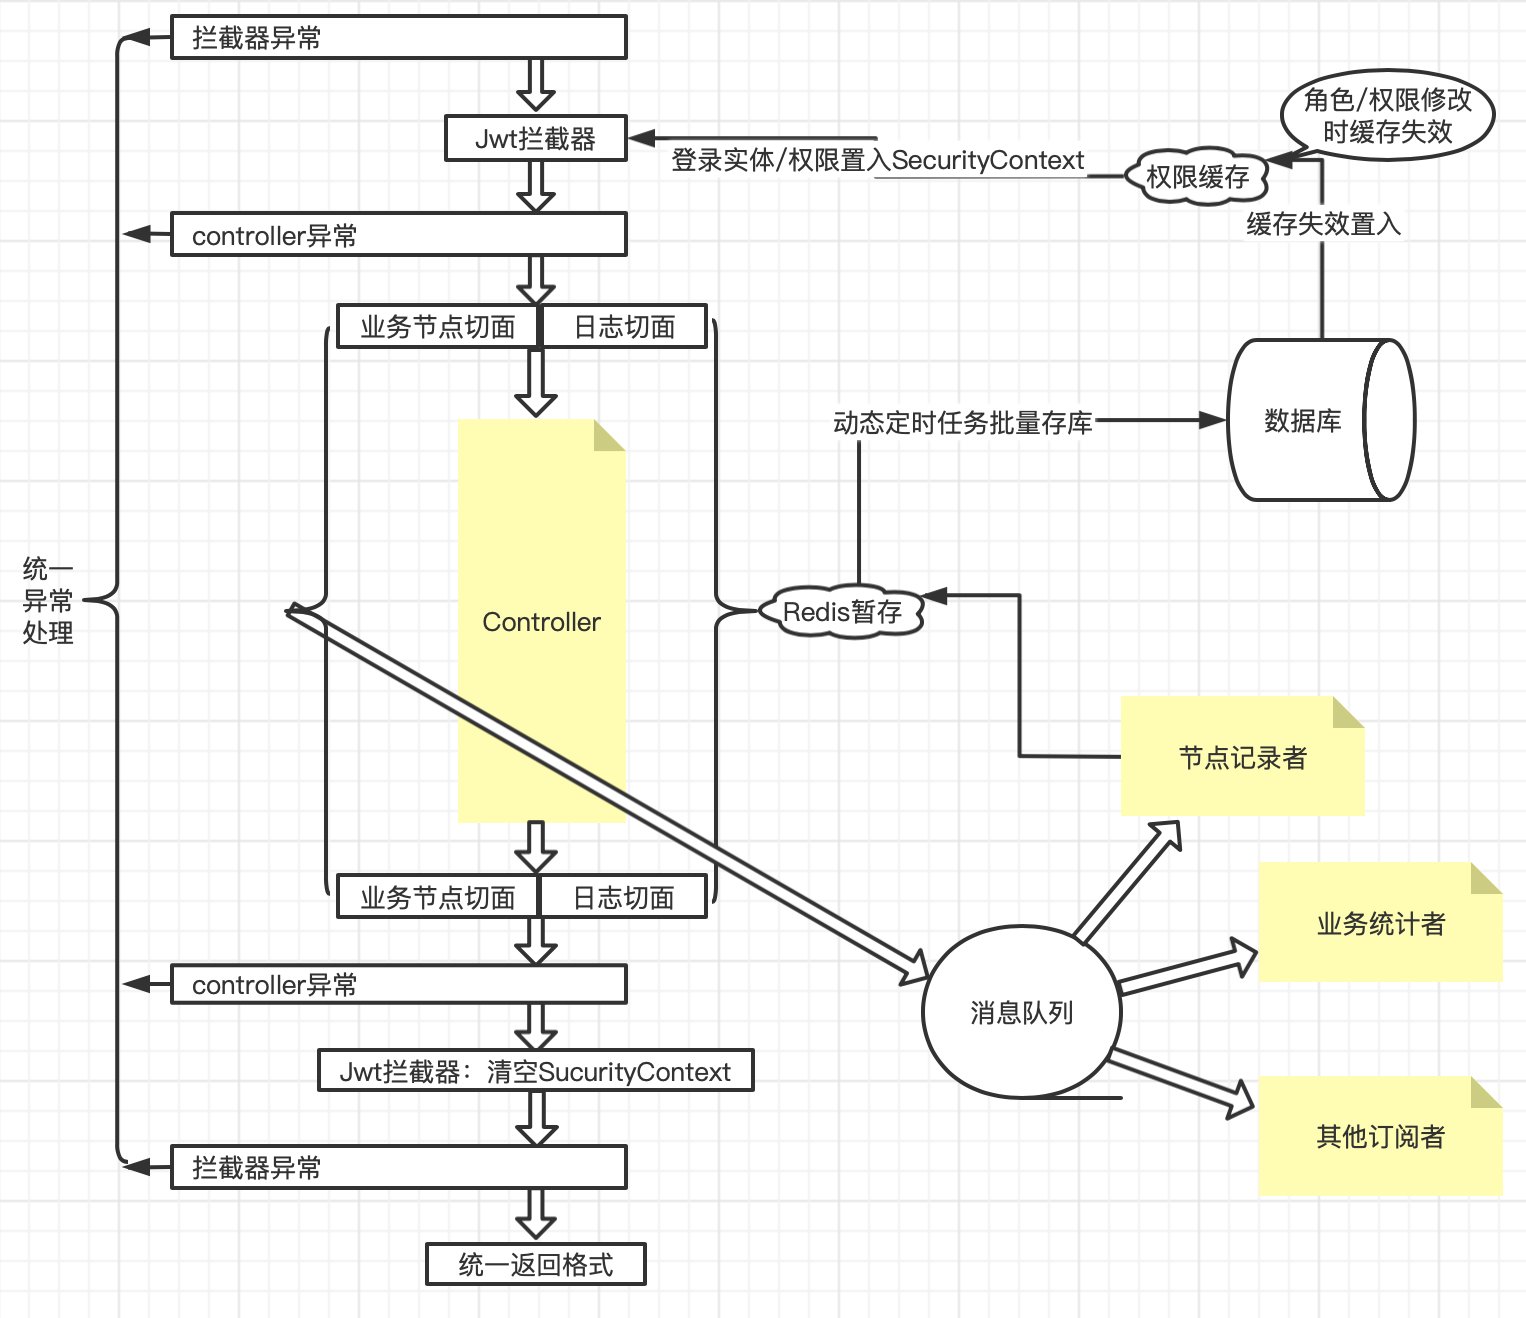 拦截器异常
Jwt拦截器
登录实体/权限置入SecurityContext
权限缓存
角色/权限修改
时缓存失效
缓存失效置入
controller异常
业务节点切面
日志切面
动态定时任务批量存库
数据库
统一
异常
处理
Controller
Redis暂存
节点记录者
业务统计者
消息队列
其他订阅者
业务节点切面
日志切面
controller异常
Jwt拦截器：清空SucurityContext
拦截器异常
统一返回格式